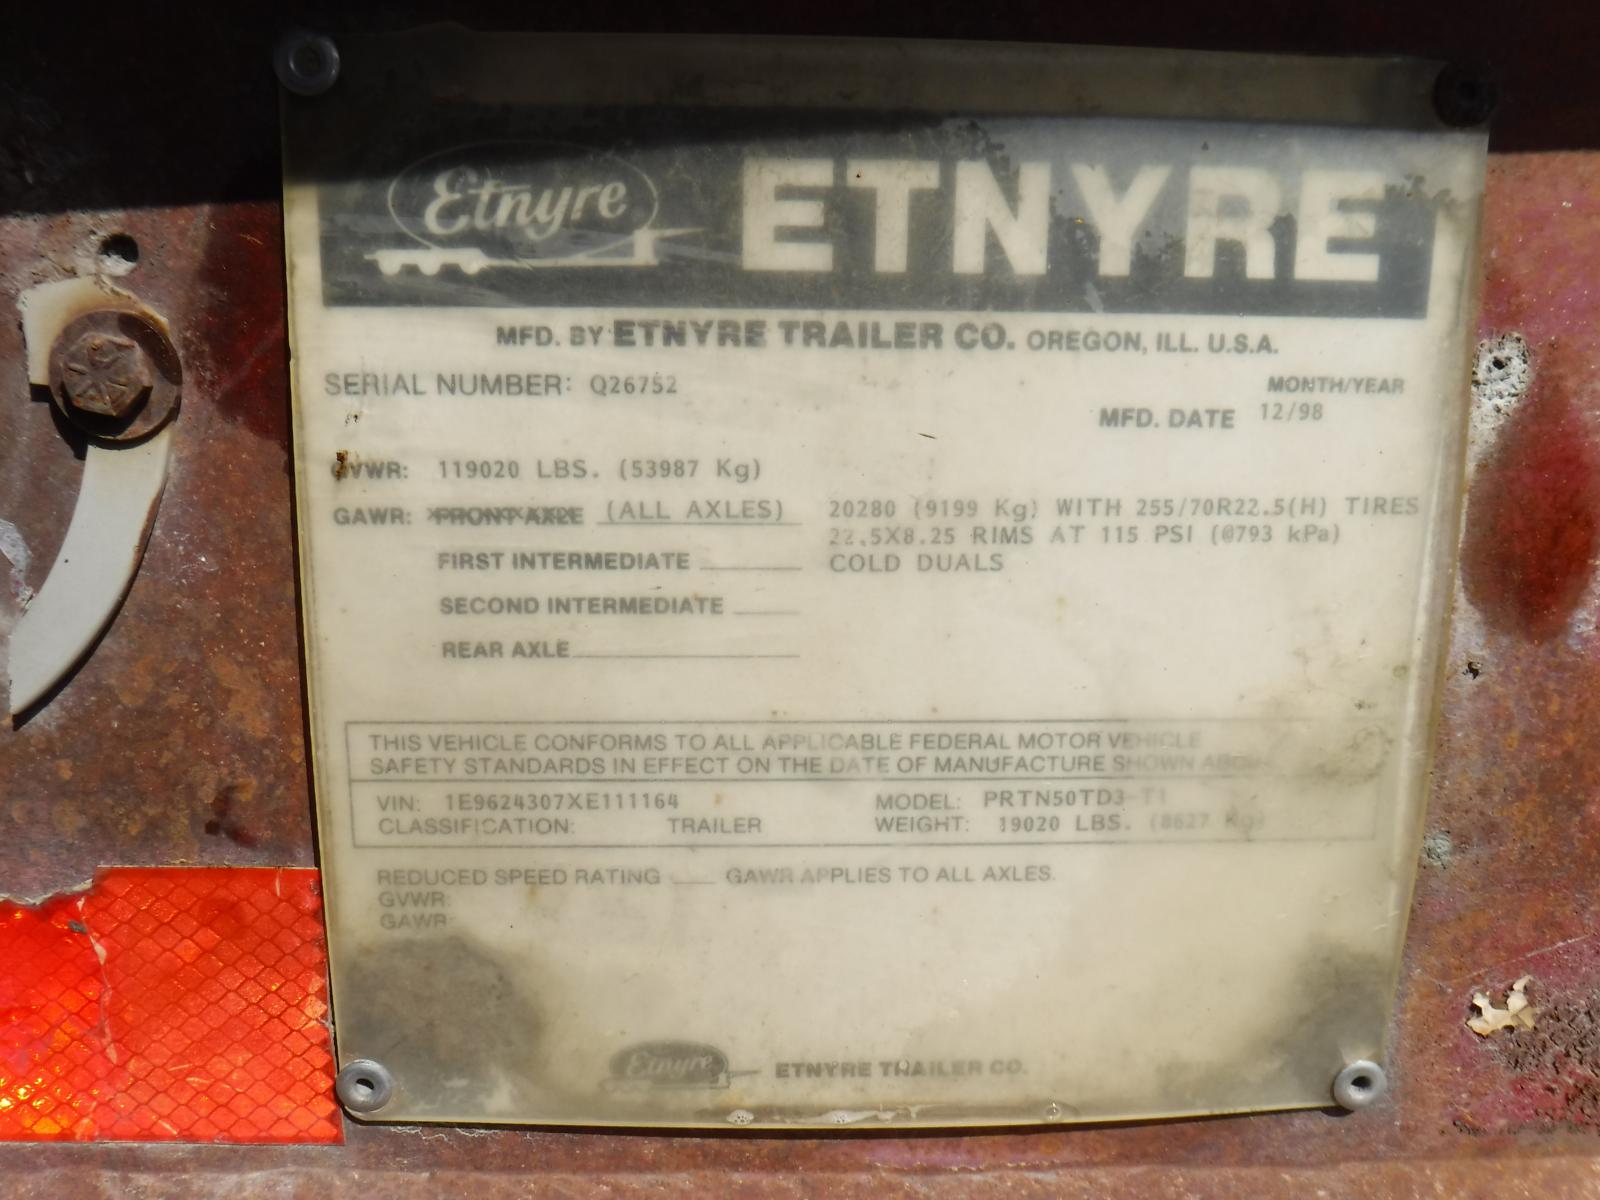 Etnyre ETNYRE
MFD. BY ETNYRE TRAILER CO. OREGON, ILL. U.S.A.
SERIAL NUMBER: Q26752
MONTH/YEAR
MFD. DATE 12/98
GVWR: 119020 LBS. (53987 Kg)
GAWR: FRONT AXLE (ALL AXLES) 20280 (9199 Kg) WITH 255/70R22.5(H) TIRES
22.5X8.25 RIMS AT 115 PSI (@793 kPa)
FIRST INTERMEDIATE COLD DUALS
SECOND INTERMEDIATE
REAR AXLE
THIS VEHICLE CONFORMS TO ALL APPLICABLE FEDERAL MOTOR VEHICLE
SAFETY STANDARDS IN EFFECT ON THE DATE OF MANUFACTURE SHOWN ABOVE
VIN: 1E9624307XE111164 MODEL: PRTN50TD3-T1
CLASSIFICATION: TRAILER WEIGHT: 19020 LBS. (8627 Kg)
REDUCED SPEED RATING ___ GAWR APPLIES TO ALL AXLES.
GVWR:
GAWR:
Etnyre ETNYRE TRAILER CO.